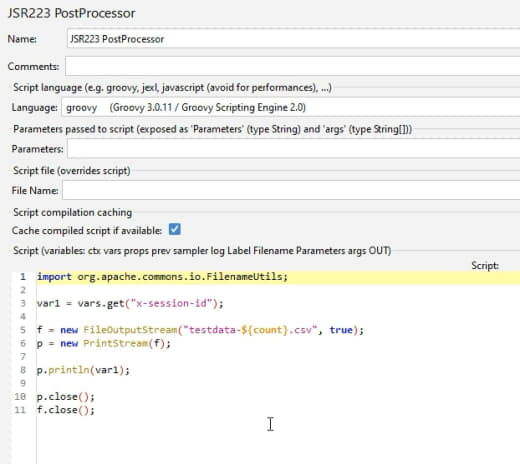 JSR223 PostProcessor
Name: JSR223 PostProcessor
Comments:
Script language (e.g. groovy, jexl, javascript (avoid for performances), ...)
Language: groovy (Groovy 3.0.11 / Groovy Scripting Engine 2.0)
Parameters passed to script (exposed as 'Parameters' (type String) and 'args' (type String[]))
Parameters:
Script file (overrides script)
File Name:
Script compilation caching
Cache compiled script if available:
Script (variables: ctx vars props prev sampler log Label Filename Parameters args OUT)
Script:
1 import org.apache.commons.io.FilenameUtils;
2
3 var1 = vars.get("x-session-id");
4
5 f = new FileOutputStream("testdata-${count}.csv", true);
6 p = new PrintStream(f);
7
8 p.println(var1);
9
10 p.close();
11 f.close();